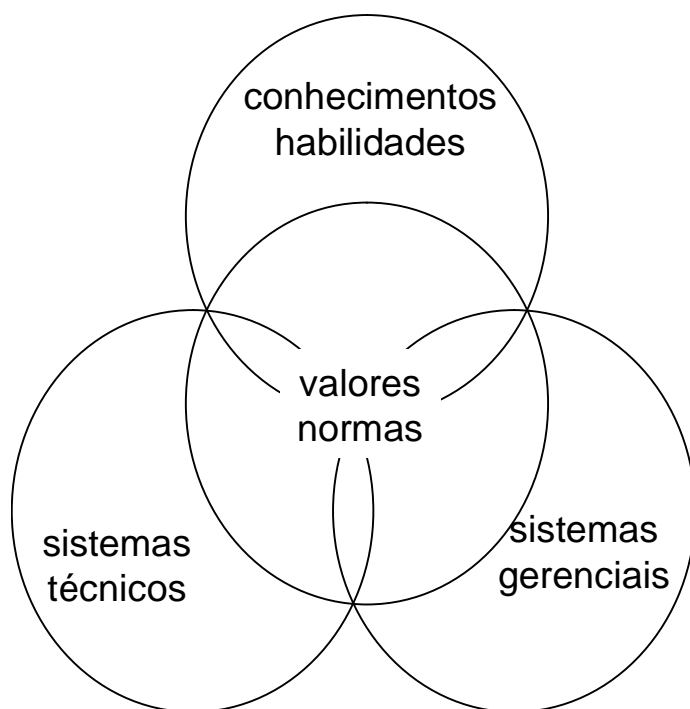 conhecimentos
habilidades
valores
normas
sistemas
técnicos
sistemas
gerenciais